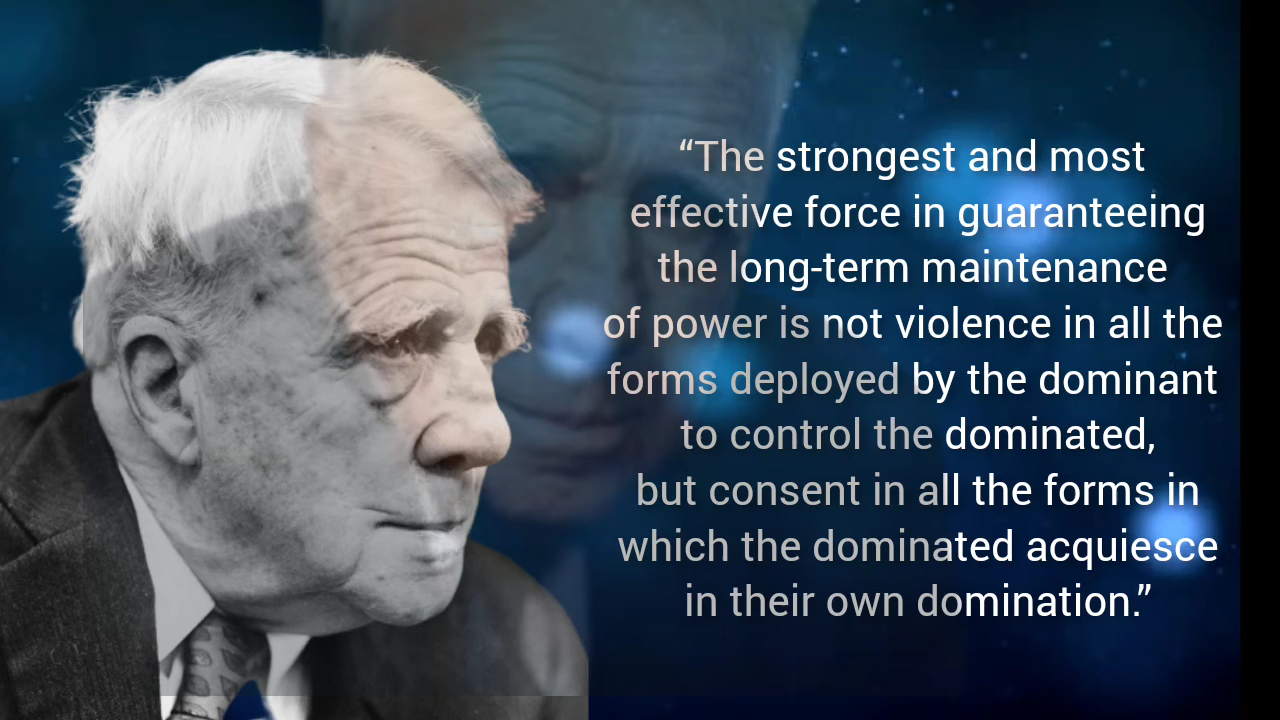 “The strongest and most
effective force in guaranteeing
the long-term maintenance
of power is not violence in all the
forms deployed by the dominant
to control the dominated,
but consent in all the forms in
which the dominated acquiesce
in their own domination.”